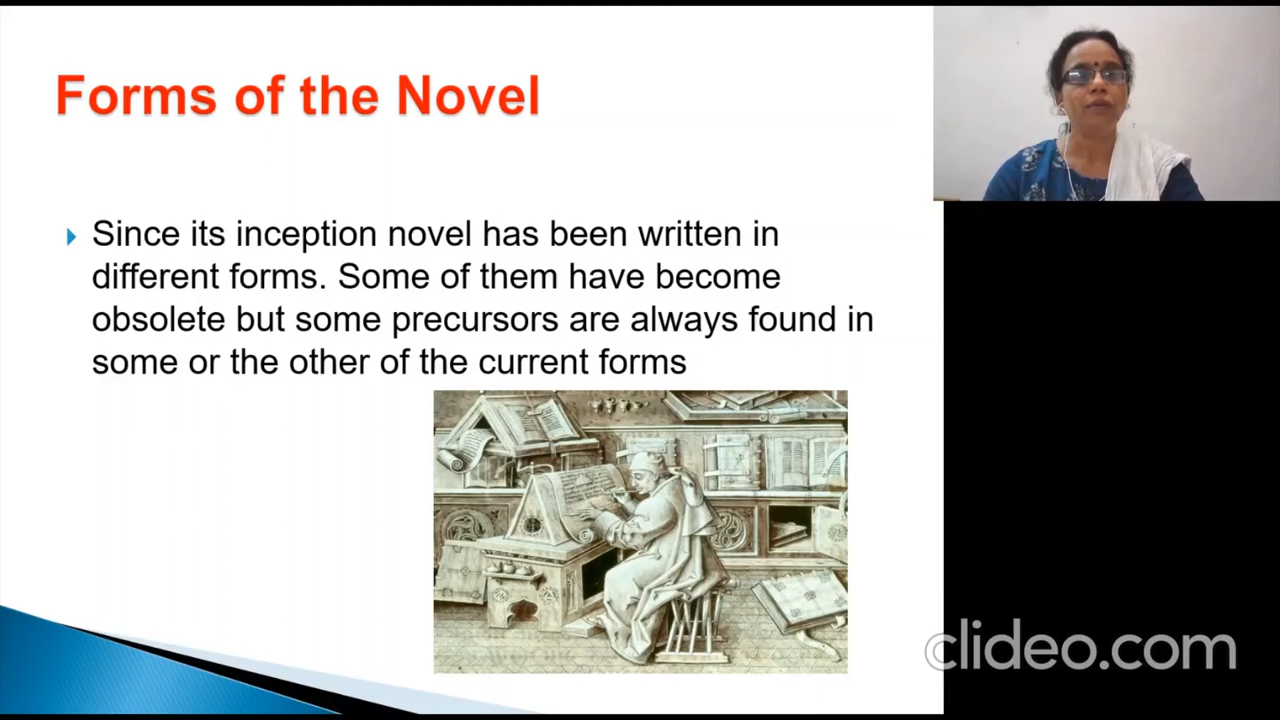 Forms of the Novel
Since its inception novel has been written in
different forms. Some of them have become
obsolete but some precursors are always found in
some or the other of the current forms
clideo.com